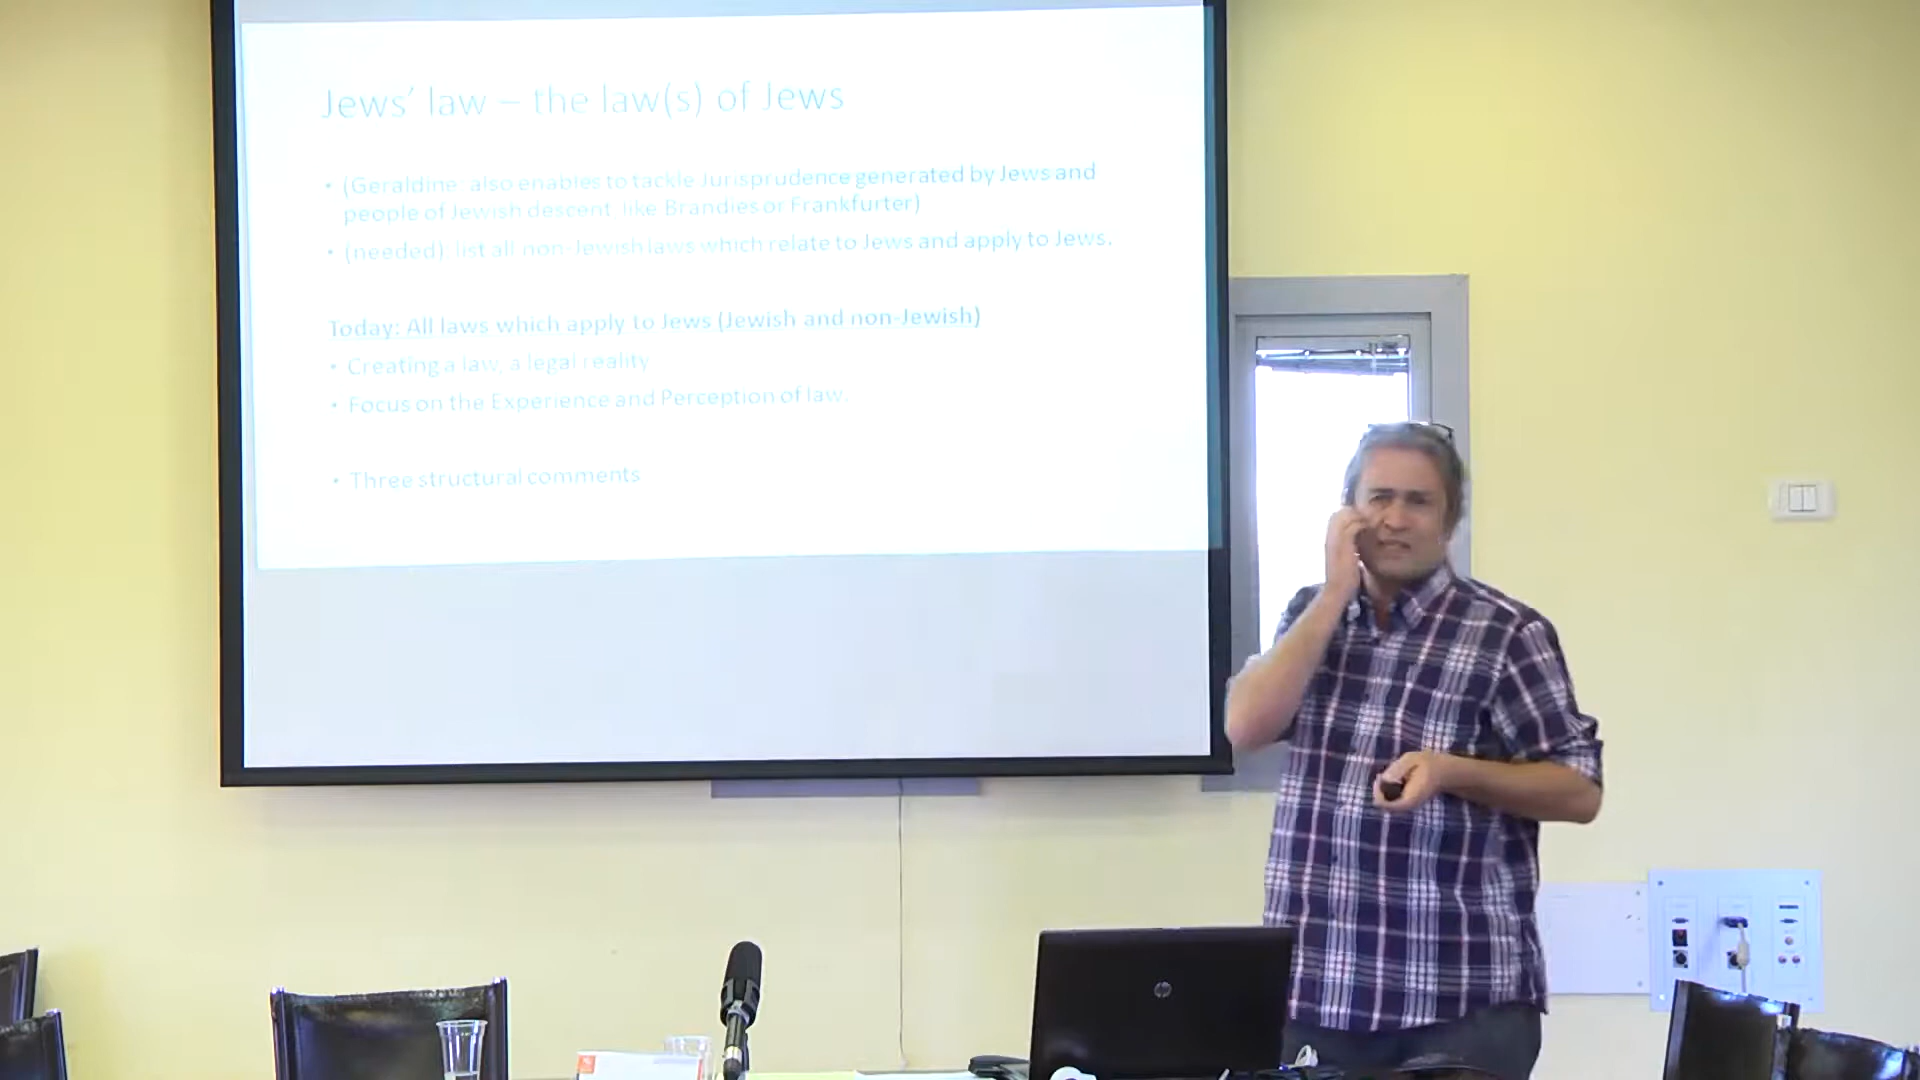 Jews’ law – the law(s) of Jews
• (Geraldine: also enables to tackle Jurisprudence generated by Jews and
people of Jewish descent, like Brandies or Frankfurter)
• (needed): list all non-Jewish laws which relate to Jews and apply to Jews.
Today: All laws which apply to Jews (Jewish and non-Jewish)
• Creating a law, a legal reality
• Focus on the Experience and Perception of law.
• Three structural comments
hp